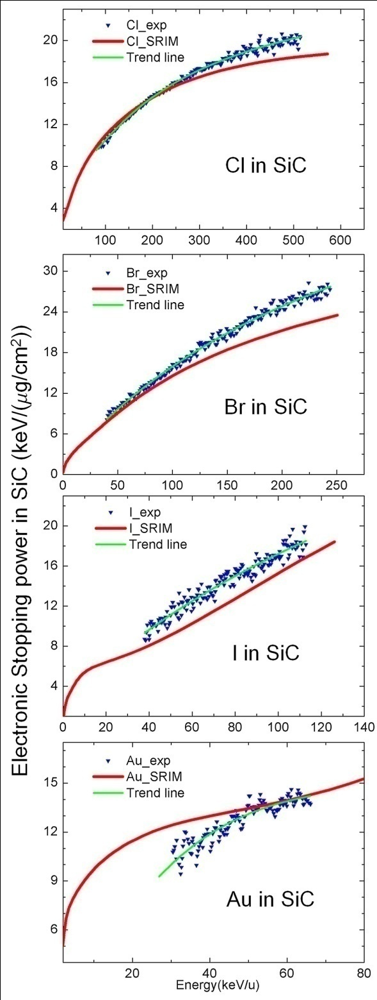 Electronic Stopping power in SiC (keV/(μg/cm²))
Cl_exp
Cl_SRIM
Trend line
20
16
12
8
4
Cl in SiC
100 200 300 400 500 600
Br_exp
Br_SRIM
Trend line
30
24
18
12
6
0
Br in SiC
0 50 100 150 200 250
I_exp
I_SRIM
Trend line
20
16
12
8
4
I in SiC
0 20 40 60 80 100 120 140
Au_exp
Au_SRIM
Trend line
15
12
9
6
Au in SiC
20 40 60 80
Energy(keV/u)